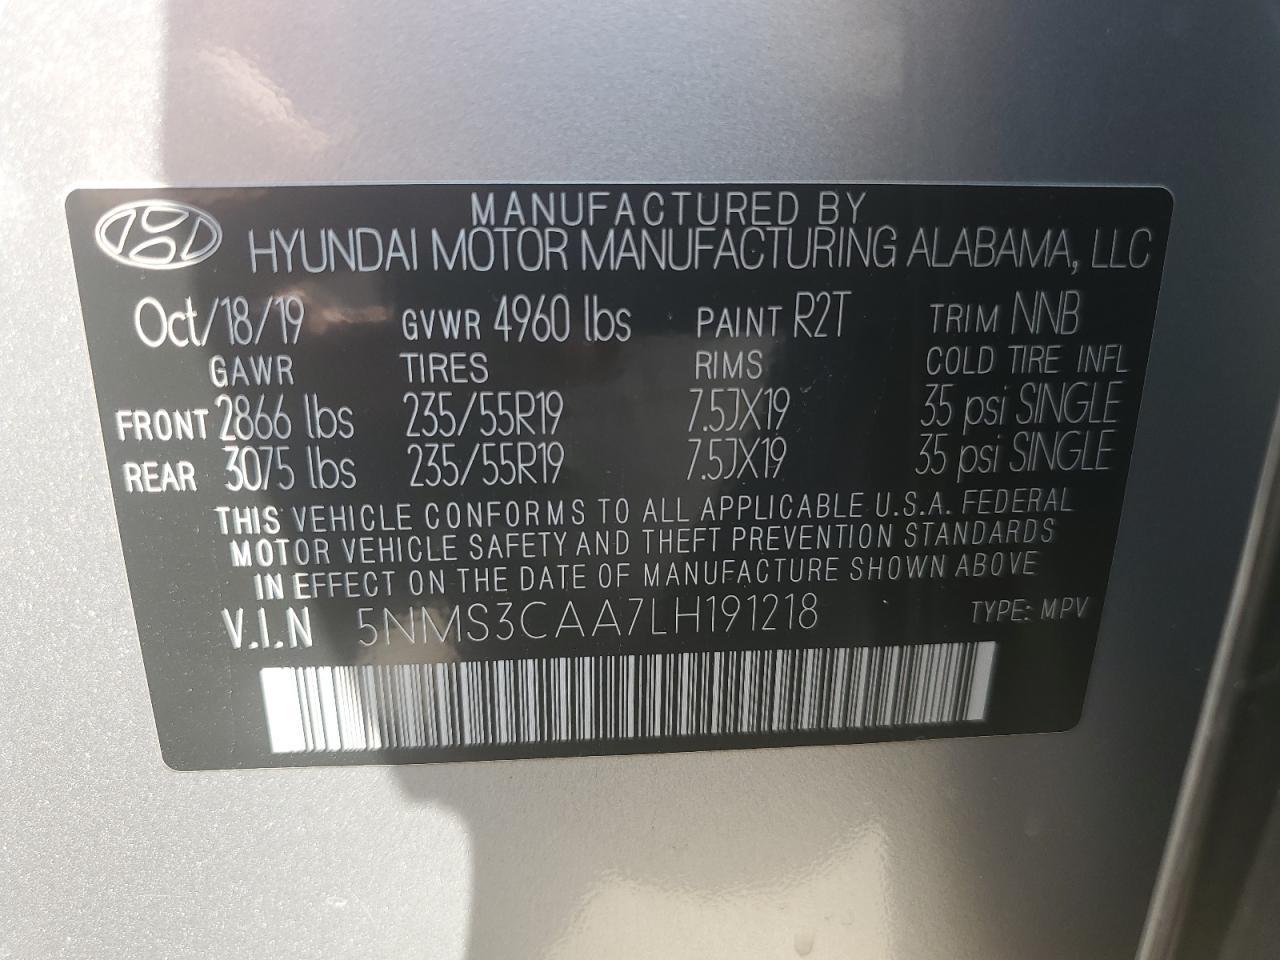 MANUFACTURED BY
HYUNDAI MOTOR MANUFACTURING ALABAMA, LLC
Oct/18/19 GVWR 4960 lbs PAINT R2T TRIM NNB
GAWR TIRES RIMS COLD TIRE INFL
FRONT 2866 lbs 235/55R19 7.5JX19 35 psi SINGLE
REAR 3075 lbs 235/55R19 7.5JX19 35 psi SINGLE
THIS VEHICLE CONFORMS TO ALL APPLICABLE U.S.A. FEDERAL
MOTOR VEHICLE SAFETY AND THEFT PREVENTION STANDARDS
IN EFFECT ON THE DATE OF MANUFACTURE SHOWN ABOVE
V.I.N 5NMS3CAA7LH191218 TYPE: MPV